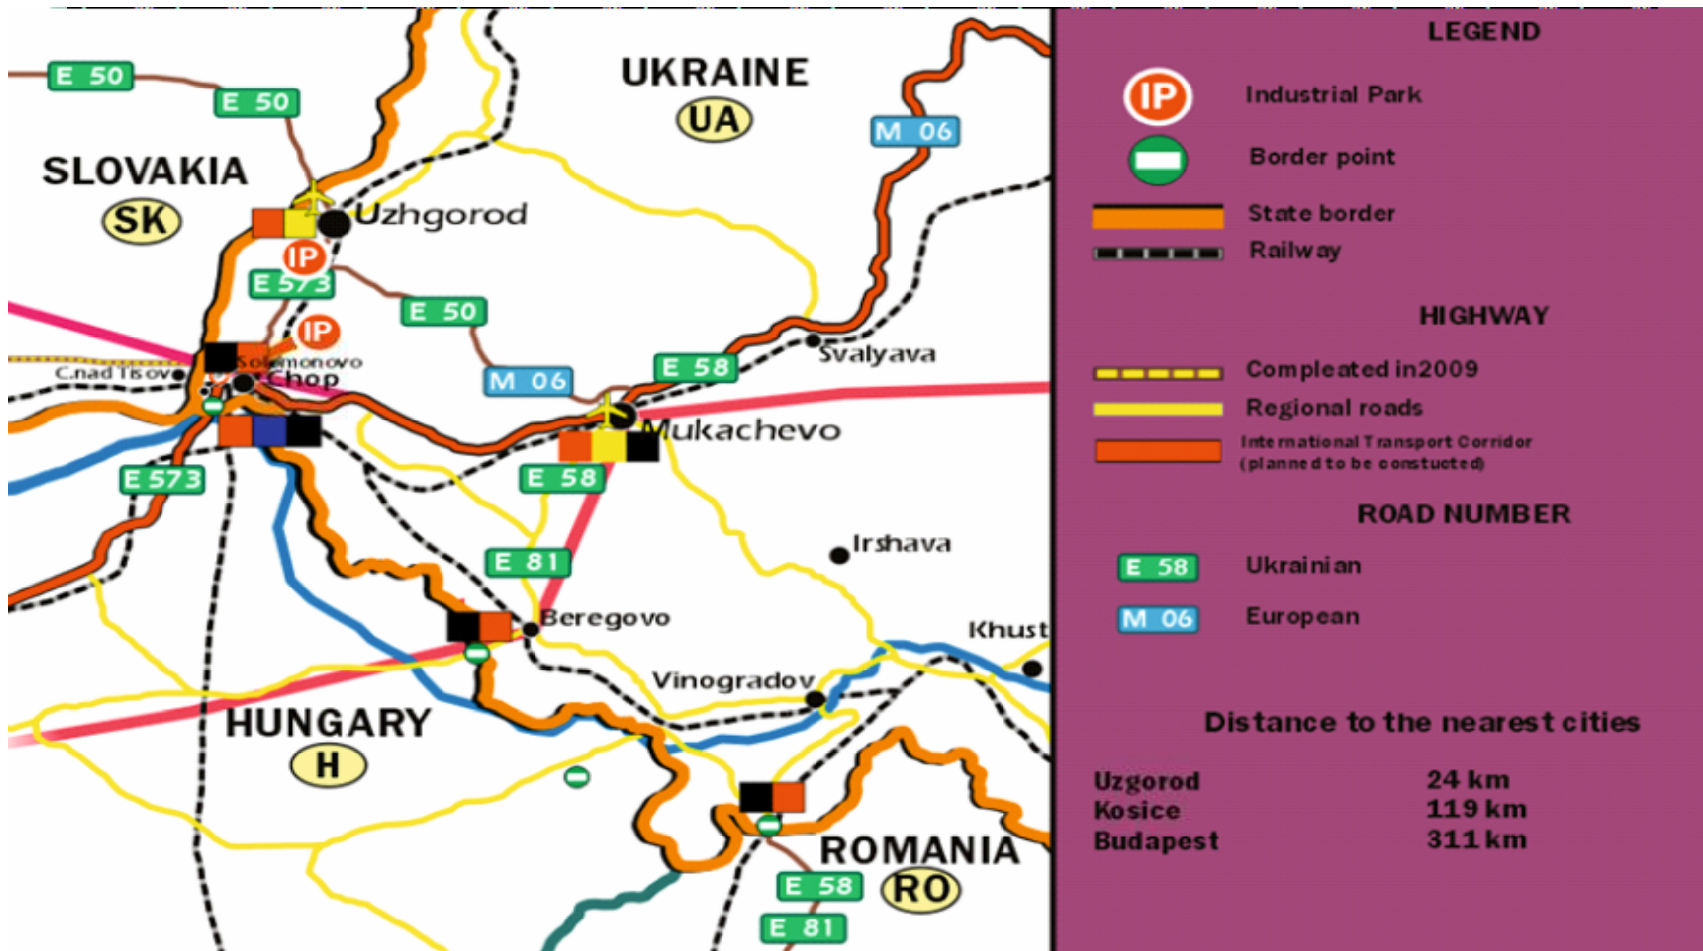 E 50
E 50
UKRAINE
UA
M 06
SLOVAKIA
SK
Uzhgorod
IP
E 573
E 50
IP
Solomonovo
C.nad Tisov
Chop
M 06
E 58
Svalyava
Mukachevo
E 573
E 58
Irshava
E 81
Beregovo
Khust
Vinogradov
HUNGARY
H
ROMANIA
RO
E 58
E 81
LEGEND
IP Industrial Park
Border point
State border
Railway
HIGHWAY
Compleated in2009
Regional roads
International Transport Corridor
(planned to be constucted)
ROAD NUMBER
E 58 Ukrainian
M 06 European
Distance to the nearest cities
Uzgorod 24 km
Kosice 119 km
Budapest 311 km